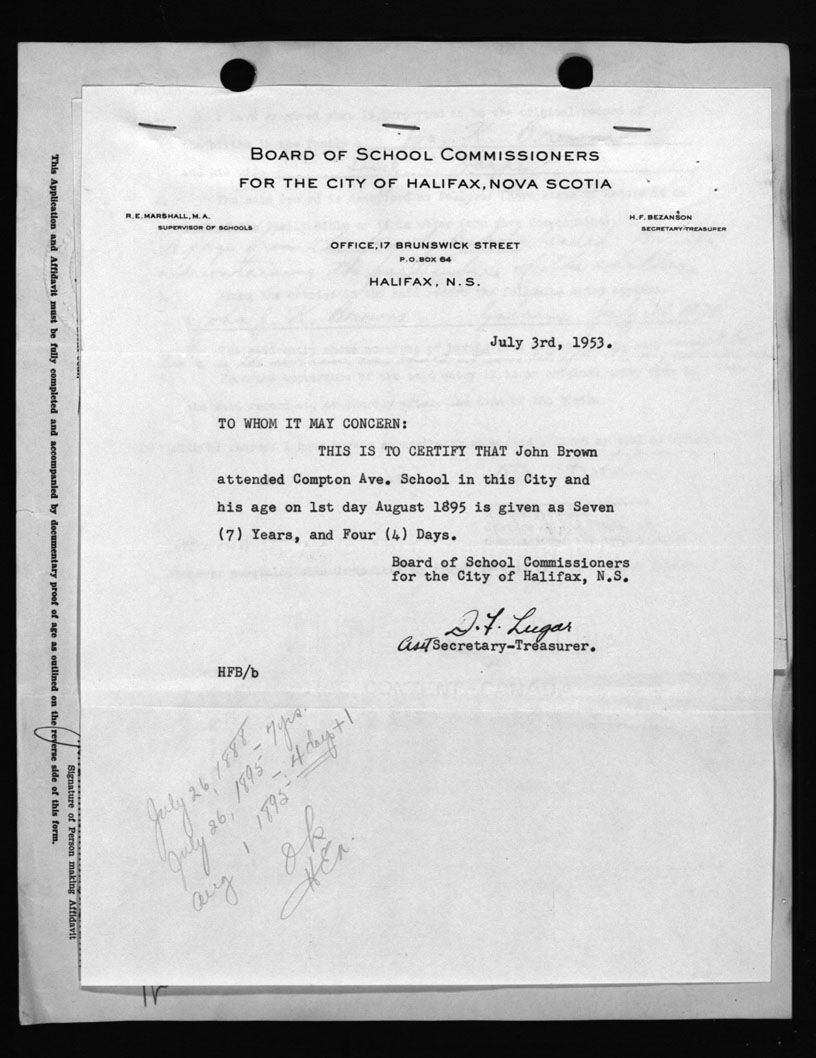 BOARD OF SCHOOL COMMISSIONERS
FOR THE CITY OF HALIFAX, NOVA SCOTIA
R. E. MARSHALL, M. A.
SUPERVISOR OF SCHOOLS
H. F. BEZANSON
SECRETARY-TREASURER
OFFICE, 17 BRUNSWICK STREET
P. O. BOX 64
HALIFAX, N. S.
July 3rd, 1953.
TO WHOM IT MAY CONCERN:
THIS IS TO CERTIFY THAT John Brown
attended Compton Ave. School in this City and
his age on 1st day August 1895 is given as Seven
(7) Years, and Four (4) Days.
Board of School Commissioners
for the City of Halifax, N.S.
D. F. Lugar
Asst Secretary-Treasurer.
HFB/b
July 26, 1888
July 26, 1895 - 7 yrs.
Aug 1, 1895 - 4 days + 1
OK
This Application and Affidavit must be fully completed and accompanied by documentary proof of age as outlined on the reverse side of this form.
Signature of Person making Affidavit